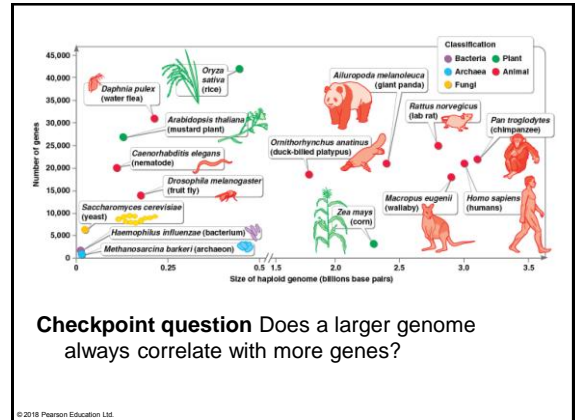 Classification
Bacteria
Plant
Archaea
Animal
Fungi
45,000
40,000
35,000
30,000
25,000
20,000
15,000
10,000
5,000
0
Number of genes
Daphnia pulex
(water flea)
Oryza
sativa
(rice)
Arabidopsis thaliana
(mustard plant)
Caenorhabditis elegans
(nematode)
Drosophila melanogaster
(fruit fly)
Saccharomyces cerevisiae
(yeast)
Haemophilus influenzae (bacterium)
Methanosarcina barkeri (archaeon)
Ailuropoda melanoleuca
(giant panda)
Ornithorhynchus anatinus
(duck-billed platypus)
Zea mays
(corn)
Rattus norvegicus
(lab rat)
Pan troglodytes
(chimpanzee)
Macropus eugenii
(wallaby)
Homo sapiens
(humans)
0 0.25 0.5 1.5 2.0 2.5 3.0 3.5
Size of haploid genome (billions base pairs)
Checkpoint question Does a larger genome
always correlate with more genes?
© 2018 Pearson Education Ltd.